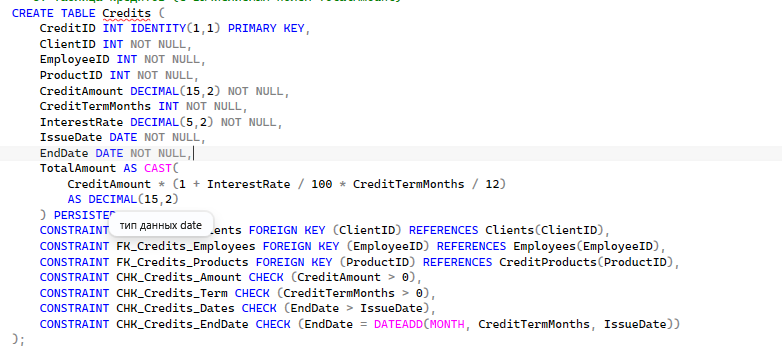 CREATE TABLE Credits (
CreditID INT IDENTITY(1,1) PRIMARY KEY,
ClientID INT NOT NULL,
EmployeeID INT NOT NULL,
ProductID INT NOT NULL,
CreditAmount DECIMAL(15,2) NOT NULL,
CreditTermMonths INT NOT NULL,
InterestRate DECIMAL(5,2) NOT NULL,
IssueDate DATE NOT NULL,
EndDate DATE NOT NULL,
TotalAmount AS CAST(
CreditAmount * (1 + InterestRate / 100 * CreditTermMonths / 12)
AS DECIMAL(15,2)
) PERSISTED
тип данных date
CONSTRAINT ents FOREIGN KEY (ClientID) REFERENCES Clients(ClientID),
CONSTRAINT FK_Credits_Employees FOREIGN KEY (EmployeeID) REFERENCES Employees(EmployeeID),
CONSTRAINT FK_Credits_Products FOREIGN KEY (ProductID) REFERENCES CreditProducts(ProductID),
CONSTRAINT CHK_Credits_Amount CHECK (CreditAmount > 0),
CONSTRAINT CHK_Credits_Term CHECK (CreditTermMonths > 0),
CONSTRAINT CHK_Credits_Dates CHECK (EndDate > IssueDate),
CONSTRAINT CHK_Credits_EndDate CHECK (EndDate = DATEADD(MONTH, CreditTermMonths, IssueDate))
);